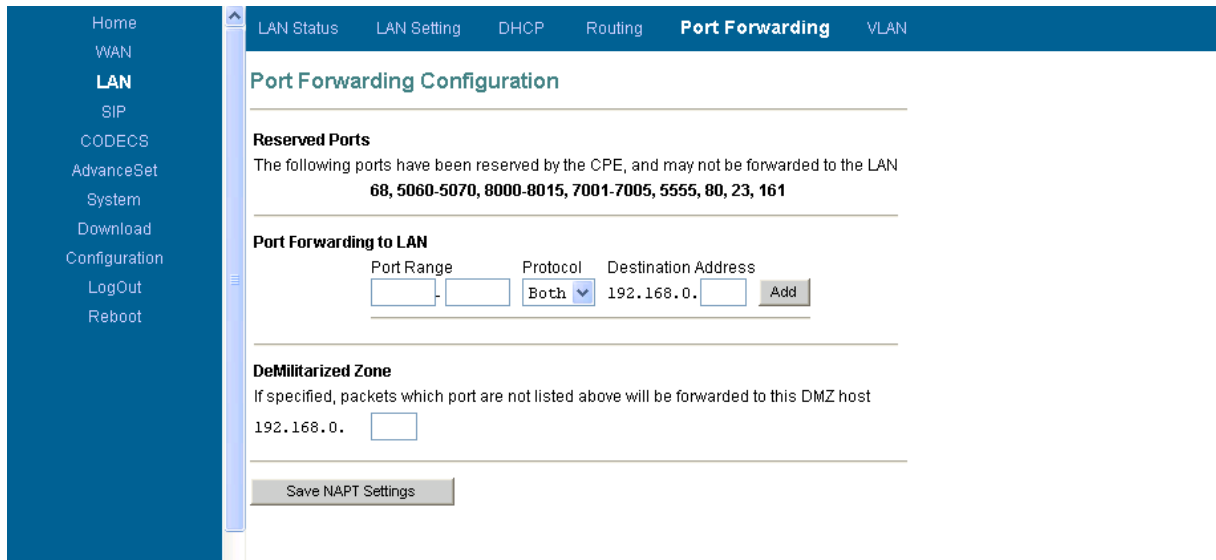 Home
WAN
LAN
SIP
CODECS
AdvanceSet
System
Download
Configuration
LogOut
Reboot
LAN Status LAN Setting DHCP Routing Port Forwarding VLAN
Port Forwarding Configuration
Reserved Ports
The following ports have been reserved by the CPE, and may not be forwarded to the LAN
68, 5060-5070, 8000-8015, 7001-7005, 5555, 80, 23, 161
Port Forwarding to LAN
Port Range Protocol Destination Address
- Both 192.168.0. Add
DeMilitarized Zone
If specified, packets which port are not listed above will be forwarded to this DMZ host
192.168.0.
Save NAPT Settings